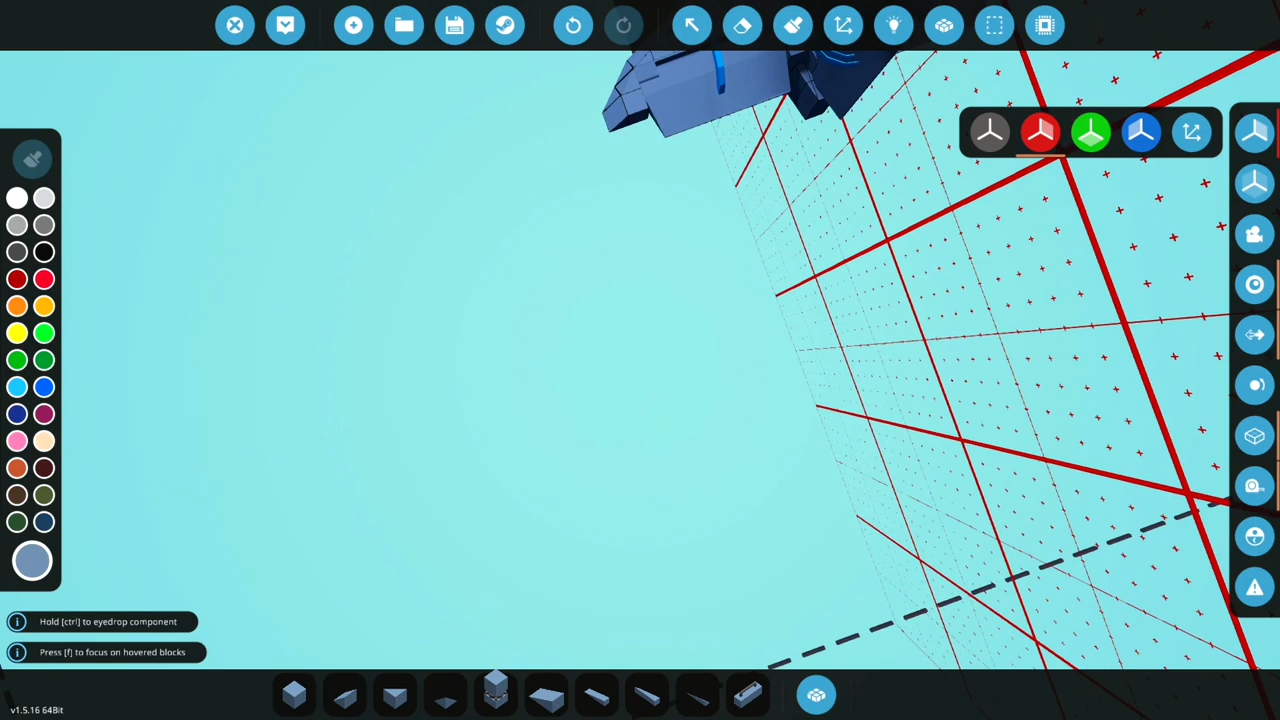 Hold [ctrl] to eyedrop component
Press [f] to focus on hovered blocks
v1.5.16 64Bit